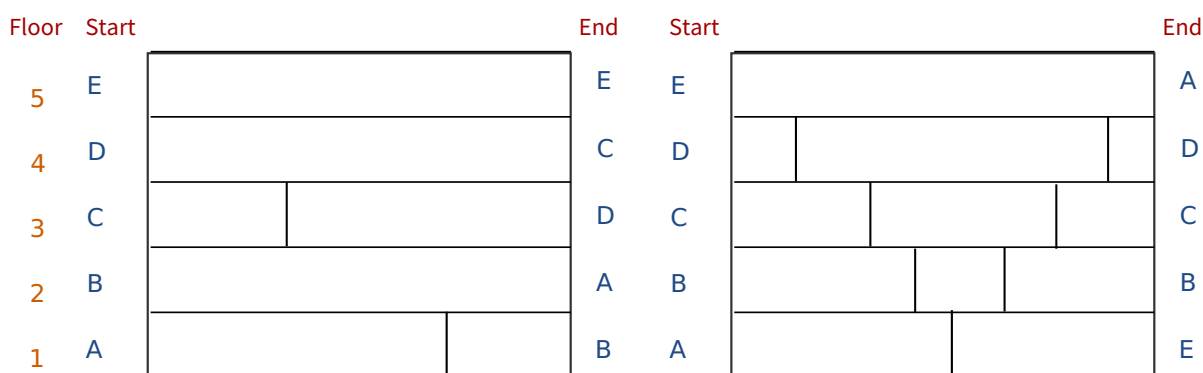 Floor Start End Start End
5 E E E A
4 D C D D
3 C D C C
2 B A B B
1 A B A E